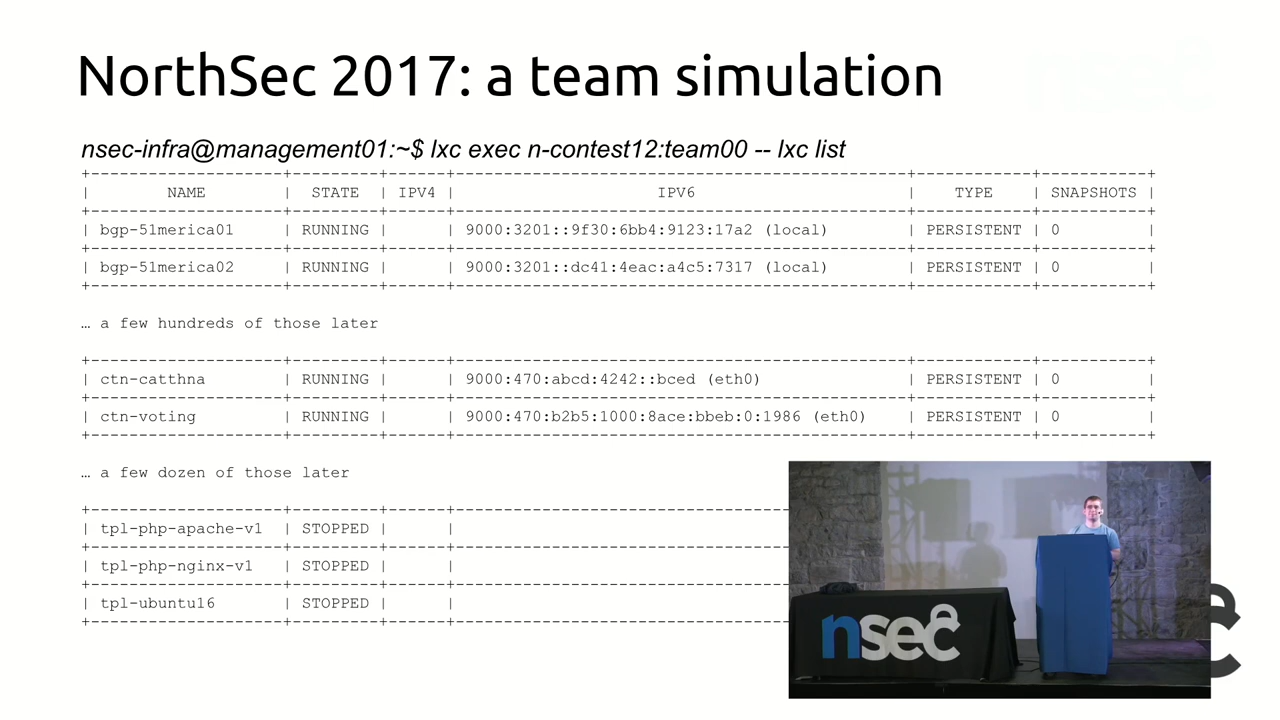 NorthSec 2017: a team simulation
nsec-infra@management01:~$ lxc exec n-contest12:team00 -- lxc list
+--------------------+---------+------+-----------------------------------------------+------------+-----------+
| NAME | STATE | IPV4 | IPV6 | TYPE | SNAPSHOTS |
+--------------------+---------+------+-----------------------------------------------+------------+-----------+
| bgp-51merica01 | RUNNING | | 9000:3201::9f30:6bb4:9123:17a2 (local) | PERSISTENT | 0 |
+--------------------+---------+------+-----------------------------------------------+------------+-----------+
| bgp-51merica02 | RUNNING | | 9000:3201::dc41:4eac:a4c5:7317 (local) | PERSISTENT | 0 |
+--------------------+---------+------+-----------------------------------------------+------------+-----------+
… a few hundreds of those later
+--------------------+---------+------+-----------------------------------------------+------------+-----------+
| ctn-catthna | RUNNING | | 9000:470:abcd:4242::bced (eth0) | PERSISTENT | 0 |
+--------------------+---------+------+-----------------------------------------------+------------+-----------+
| ctn-voting | RUNNING | | 9000:470:b2b5:1000:8ace:bbeb:0:1986 (eth0) | PERSISTENT | 0 |
+--------------------+---------+------+-----------------------------------------------+------------+-----------+
… a few dozen of those later
+--------------------+---------+------+-----------------------------------
| tpl-php-apache-v1 | STOPPED | | |
+--------------------+---------+------+-----------------------------------
| tpl-php-nginx-v1 | STOPPED | | |
+--------------------+---------+------+-----------------------------------
| tpl-ubuntu16 | STOPPED | | |
+--------------------+---------+------+-----------------------------------
nsec